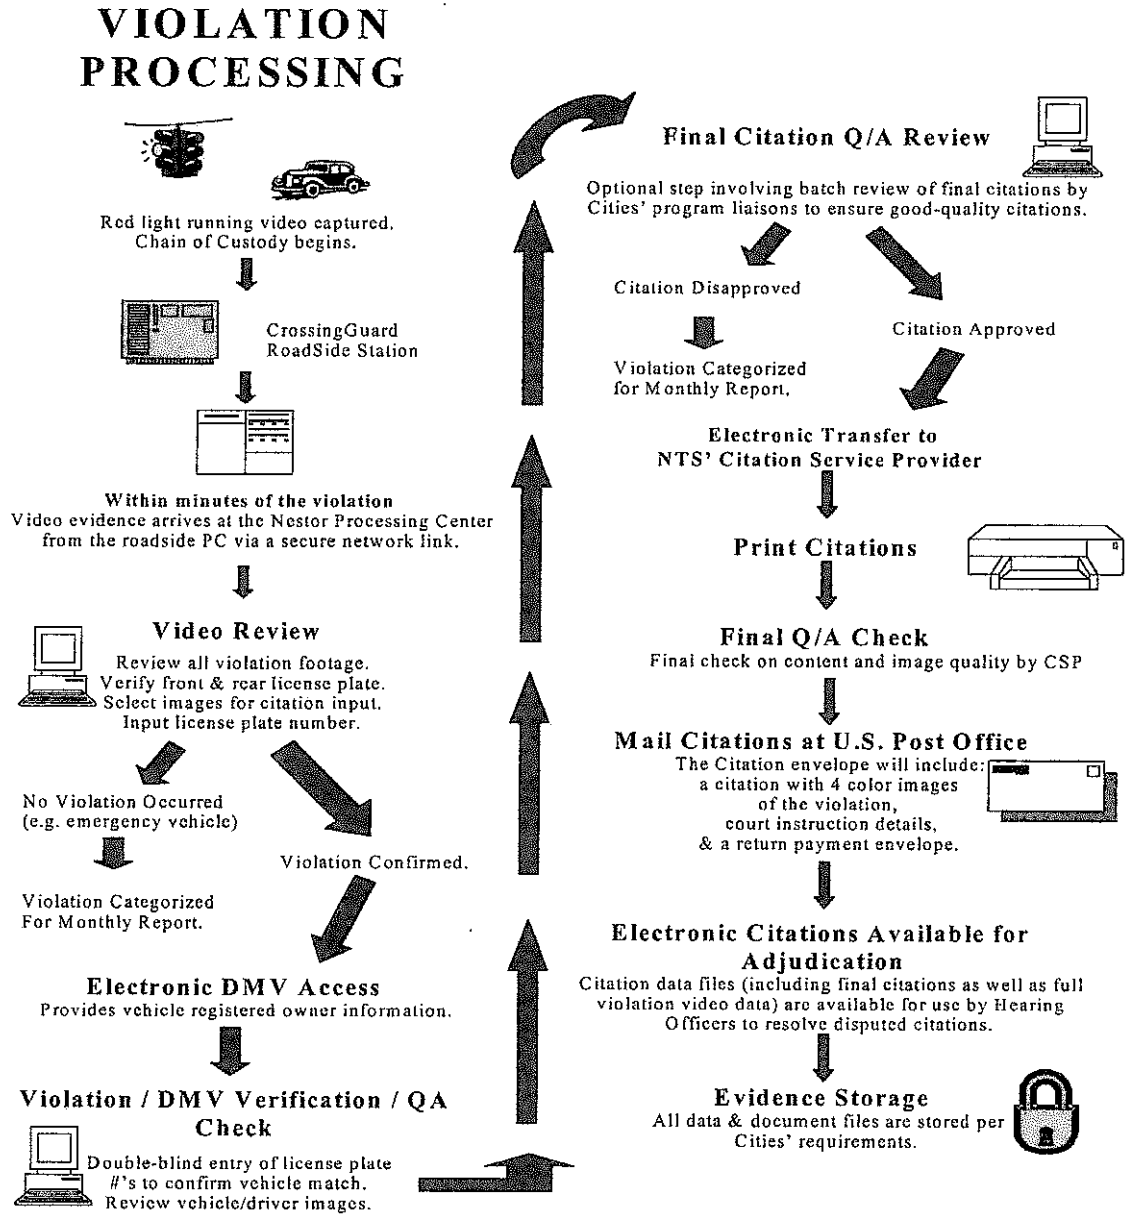 VIOLATION
PROCESSING
Red light running video captured.
Chain of Custody begins.
CrossingGuard
RoadSide Station
Within minutes of the violation
Video evidence arrives at the Nestor Processing Center
from the roadside PC via a secure network link.
Video Review
Review all violation footage.
Verify front & rear license plate.
Select images for citation input.
Input license plate number.
No Violation Occurred
(e.g. emergency vehicle)
Violation Confirmed.
Violation Categorized
For Monthly Report.
Electronic DMV Access
Provides vehicle registered owner information.
Violation / DMV Verification / QA
Check
Double-blind entry of license plate
#'s to confirm vehicle match.
Review vehicle/driver images.
Final Citation Q/A Review
Optional step involving batch review of final citations by
Cities' program liaisons to ensure good-quality citations.
Citation Disapproved
Citation Approved
Violation Categorized
for Monthly Report.
Electronic Transfer to
NTS' Citation Service Provider
Print Citations
Final Q/A Check
Final check on content and image quality by CSP
Mail Citations at U.S. Post Office
The Citation envelope will include:
a citation with 4 color images
of the violation,
court instruction details,
& a return payment envelope.
Electronic Citations Available for
Adjudication
Citation data files (including final citations as well as full
violation video data) are available for use by Hearing
Officers to resolve disputed citations.
Evidence Storage
All data & document files are stored per
Cities' requirements.